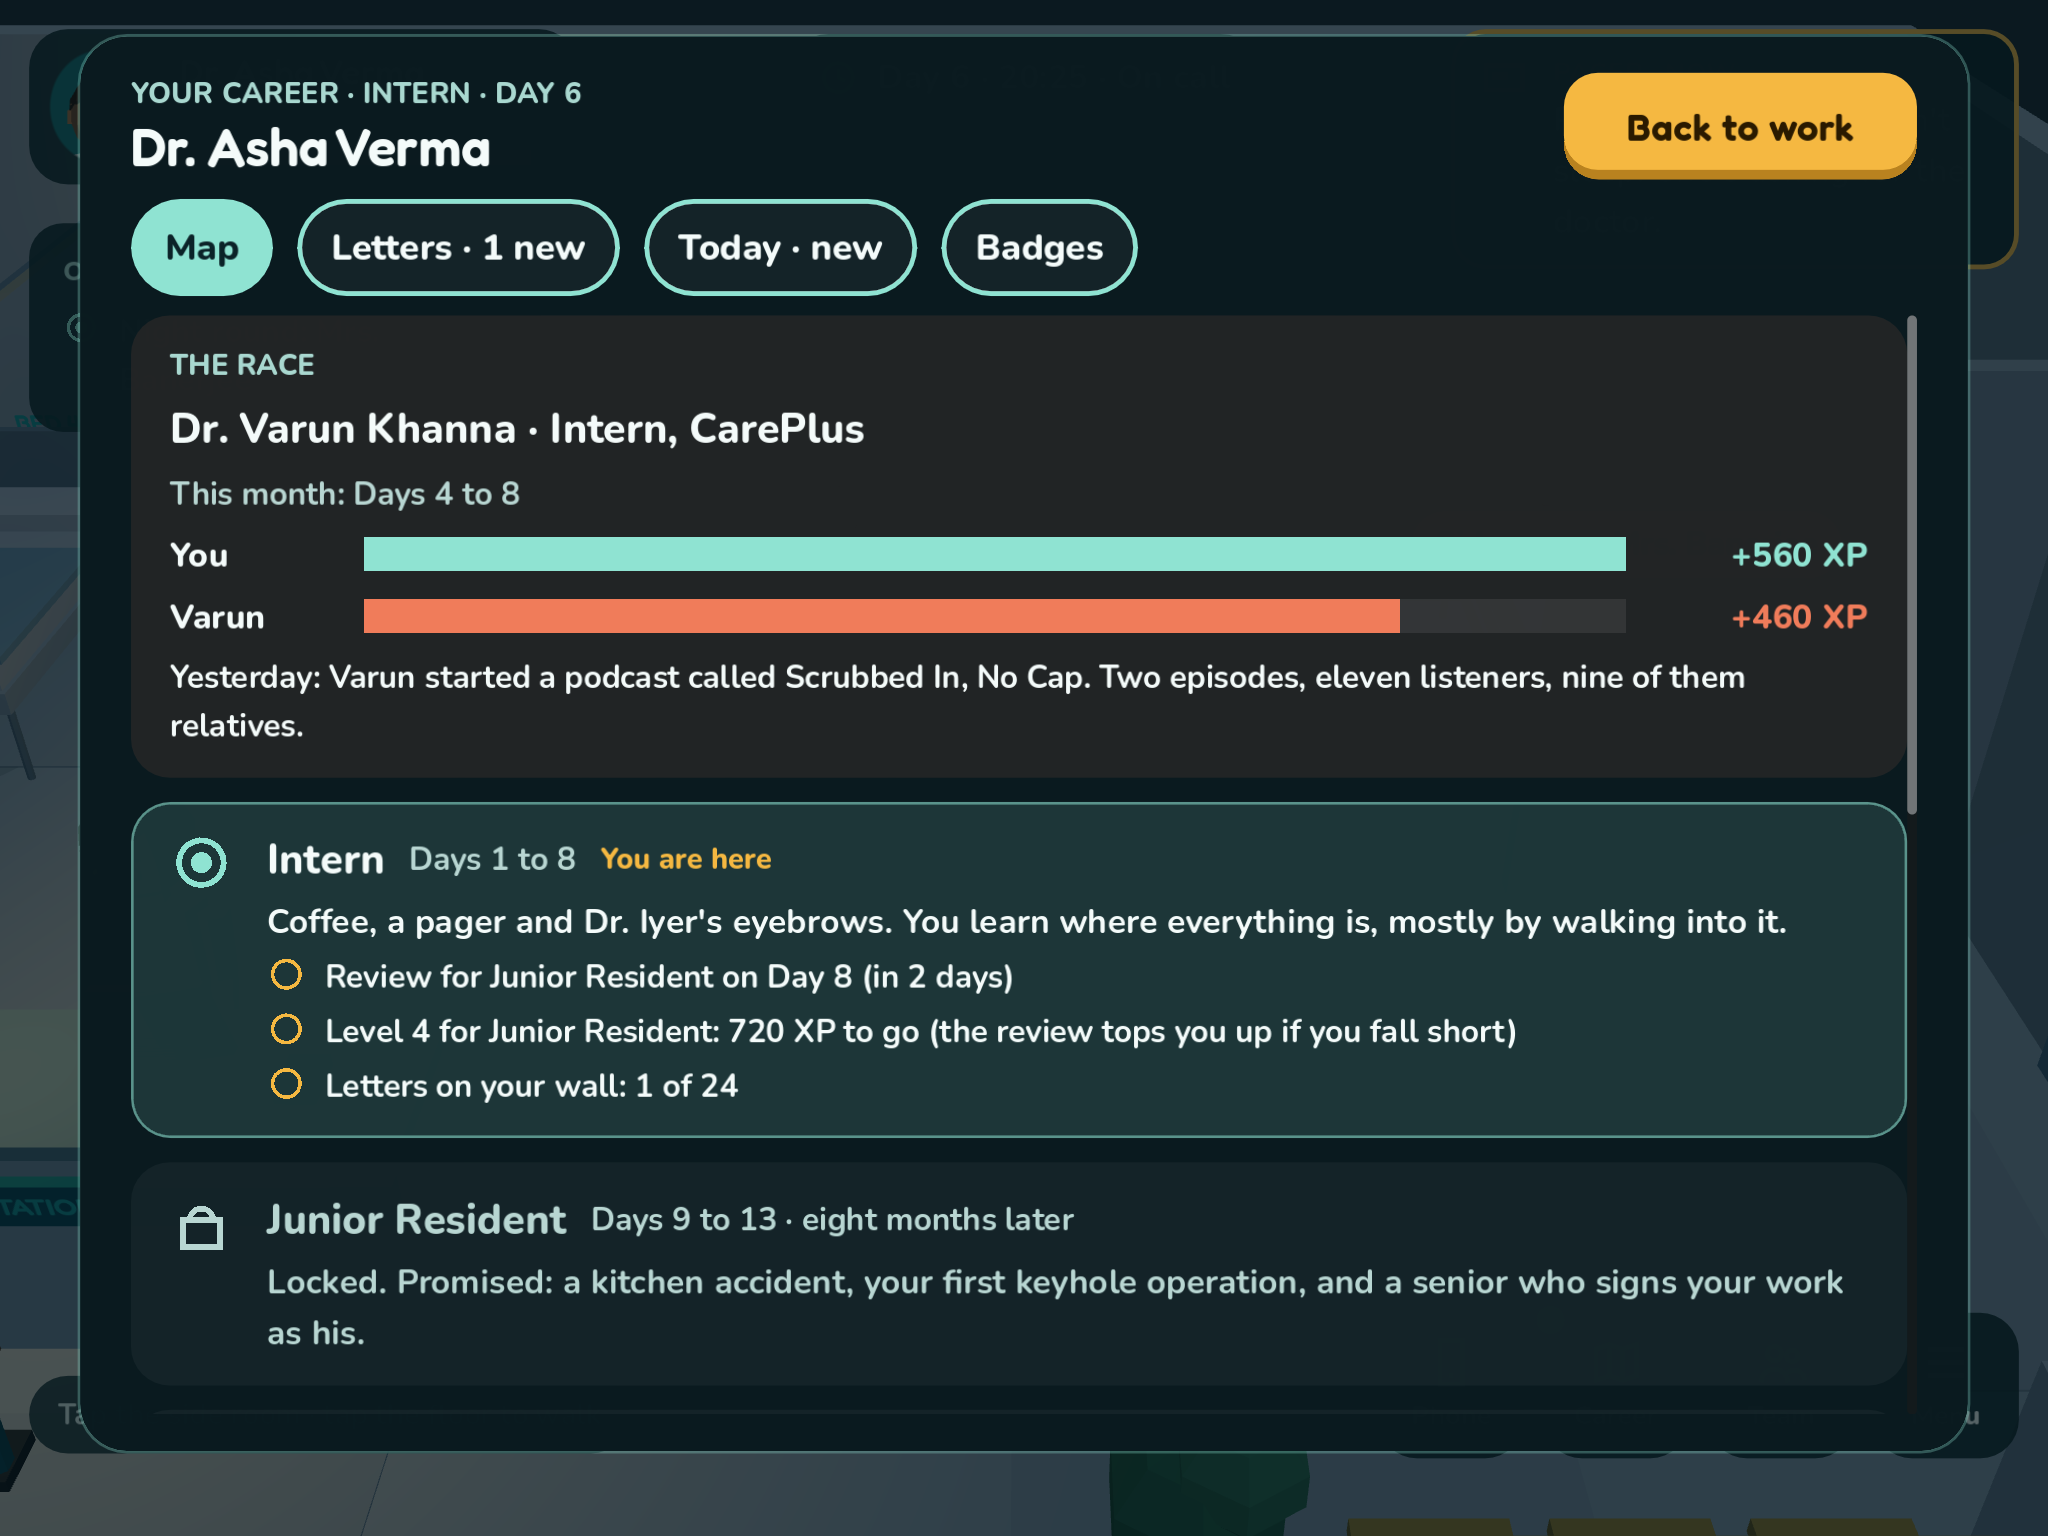 YOUR CAREER · INTERN · DAY 6
Dr. Asha Verma
Back to work
Map
Letters · 1 new
Today · new
Badges
THE RACE
Dr. Varun Khanna · Intern, CarePlus
This month: Days 4 to 8
You
+560 XP
Varun
+460 XP
Yesterday: Varun started a podcast called Scrubbed In, No Cap. Two episodes, eleven listeners, nine of them
relatives.
Intern Days 1 to 8 You are here
Coffee, a pager and Dr. Iyer's eyebrows. You learn where everything is, mostly by walking into it.
Review for Junior Resident on Day 8 (in 2 days)
Level 4 for Junior Resident: 720 XP to go (the review tops you up if you fall short)
Letters on your wall: 1 of 24
Junior Resident Days 9 to 13 · eight months later
Locked. Promised: a kitchen accident, your first keyhole operation, and a senior who signs your work
as his.